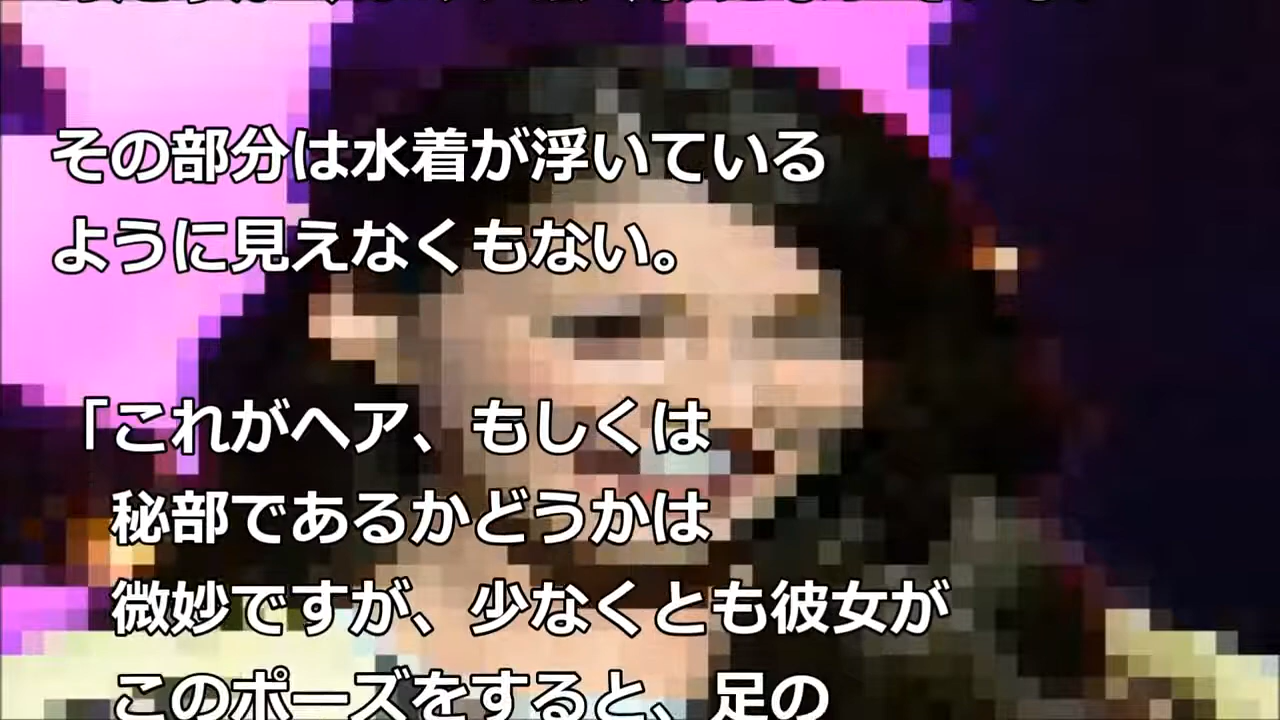 その部分は水着が浮いている
ように見えなくもない。
「これがヘア、もしくは
秘部であるかどうかは
微妙ですが、少なくとも彼女が
このポーズをすると、足の